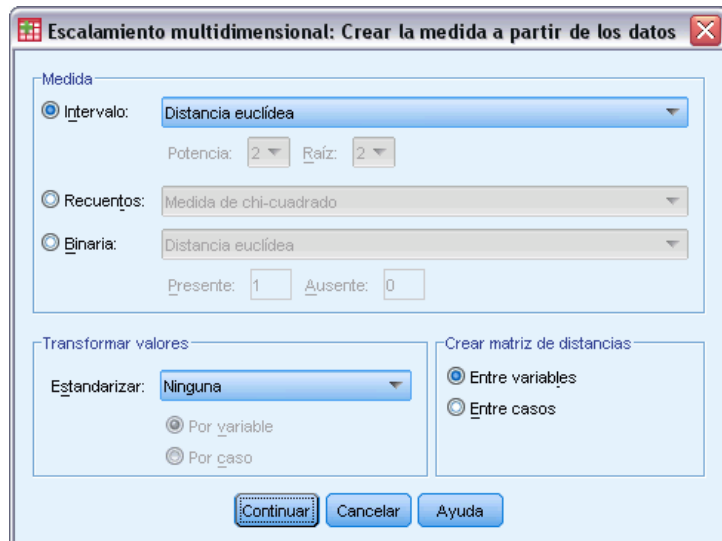 Escalamiento multidimensional: Crear la medida a partir de los datos
Medida
Intervalo: Distancia euclídea
Potencia: 2 Raíz: 2
Recuentos: Medida de chi-cuadrado
Binaria: Distancia euclídea
Presente: 1 Ausente: 0
Transformar valores
Estandarizar: Ninguna
Por variable
Por caso
Crear matriz de distancias
Entre variables
Entre casos
Continuar Cancelar Ayuda